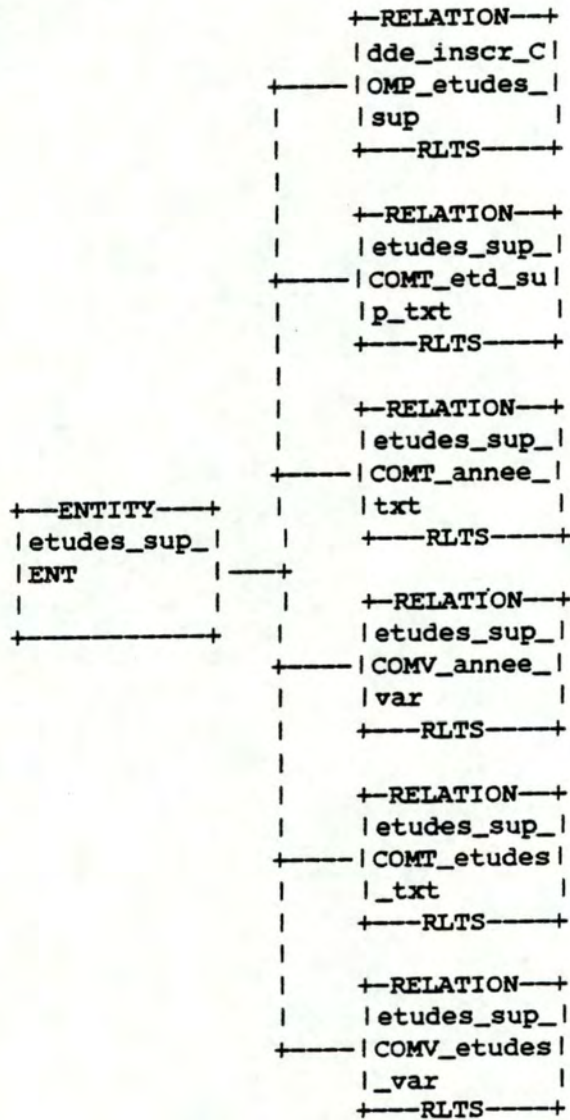 +—RELATION——+
|dde_inscr_C|
+————|OMP_etudes_|
|sup |
+———RLTS————+
+—RELATION——+
|etudes_sup_|
+————|COMT_etd_su|
|p_txt |
+———RLTS————+
+—RELATION——+
|etudes_sup_|
+————|COMT_annee_|
|txt |
+———RLTS————+
+——ENTITY———+
|etudes_sup_|
|ENT |———+
| |
+———————————+
+—RELATION——+
|etudes_sup_|
+————|COMV_annee_|
|var |
+———RLTS————+
+—RELATION——+
|etudes_sup_|
+————|COMT_etudes|
|_txt |
+———RLTS————+
+—RELATION——+
|etudes_sup_|
+————|COMV_etudes|
|_var |
+———RLTS————+